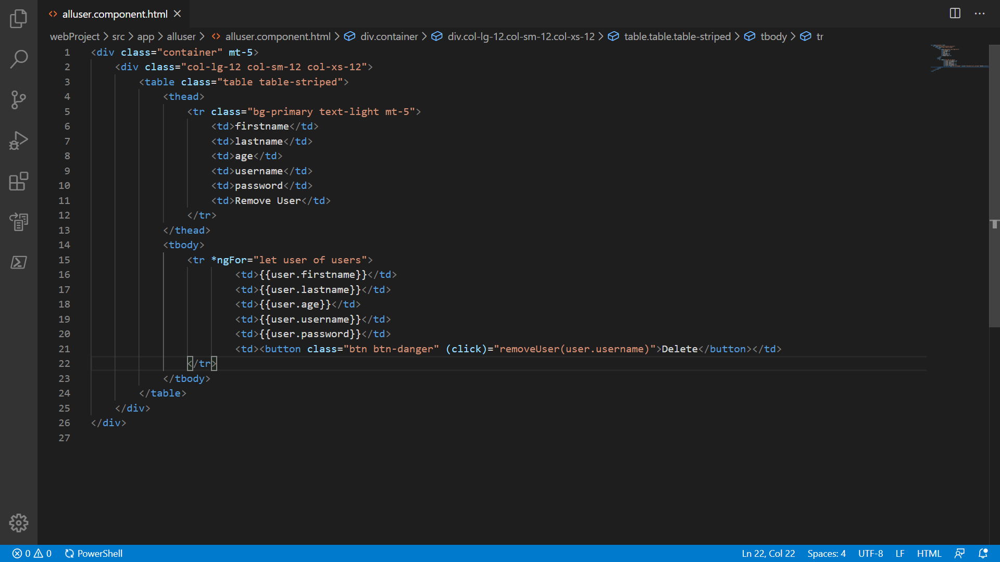 alluser.component.html
webProject > src > app > alluser > alluser.component.html > div.container > div.col-lg-12.col-sm-12.col-xs-12 > table.table.table-striped > tbody > tr
1 <div class="container" mt-5>
2     <div class="col-lg-12 col-sm-12 col-xs-12">
3         <table class="table table-striped">
4             <thead>
5                 <tr class="bg-primary text-light mt-5">
6                     <td>firstname</td>
7                     <td>lastname</td>
8                     <td>age</td>
9                     <td>username</td>
10                     <td>password</td>
11                     <td>Remove User</td>
12                 </tr>
13             </thead>
14             <tbody>
15                 <tr *ngFor="let user of users">
16                         <td>{{user.firstname}}</td>
17                         <td>{{user.lastname}}</td>
18                         <td>{{user.age}}</td>
19                         <td>{{user.username}}</td>
20                         <td>{{user.password}}</td>
21                         <td><button class="btn btn-danger" (click)="removeUser(user.username)">Delete</button></td>
22                 </tr>
23             </tbody>
24         </table>
25     </div>
26 </div>
27
0 0 PowerShell Ln 22, Col 22 Spaces: 4 UTF-8 LF HTML